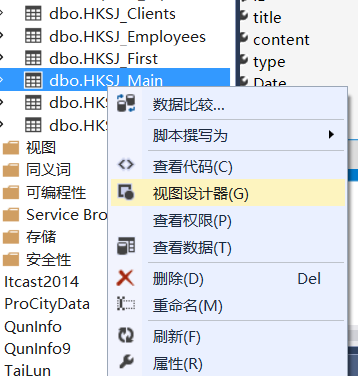 dbo.HKSJ_Clients
dbo.HKSJ_Employees
dbo.HKSJ_First
dbo.HKSJ_Main
dbo.HKS
dbo.HKS
视图
同义词
可编程性
Service Bro
存储
安全性
Itcast2014
ProCityData
QunInfo
QunInfo9
TaiLun
title
content
type
Date
数据比较...
脚本撰写为
查看代码(C)
视图设计器(G)
查看权限(P)
查看数据(T)
删除(D) Del
重命名(M)
刷新(F)
属性(R)